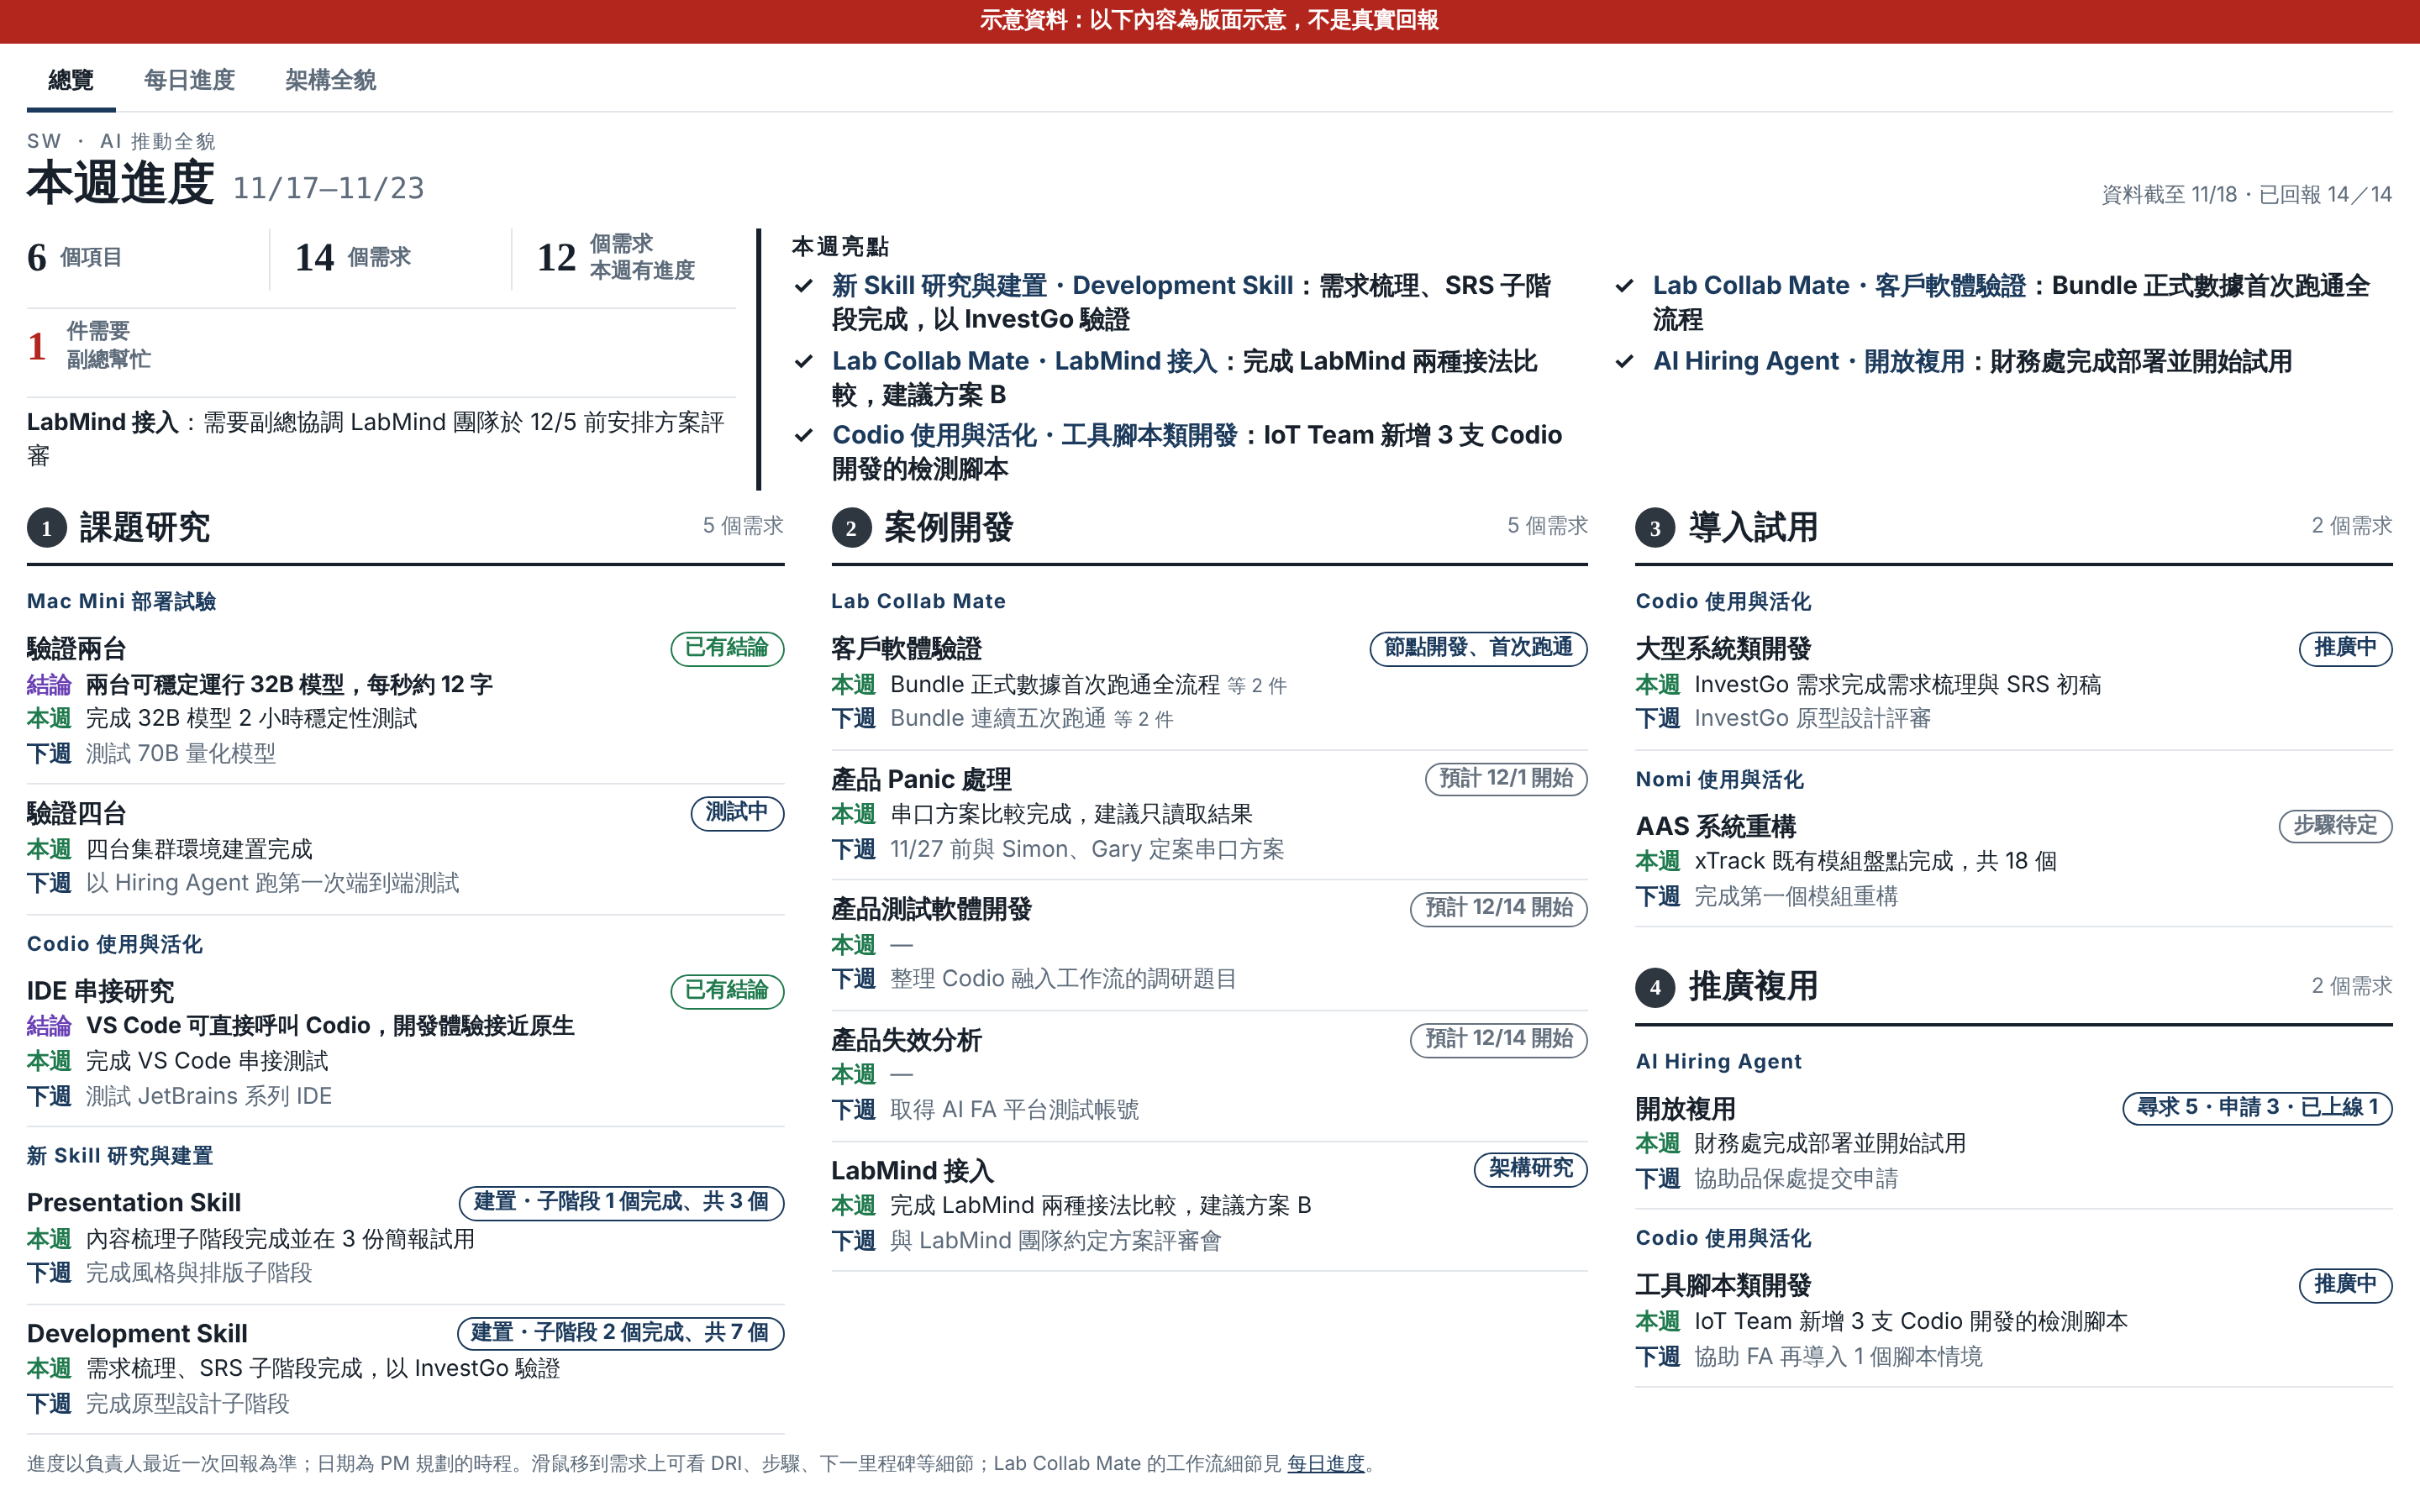 示意資料：以下內容為版面示意，不是真實回報
總覽 每日進度 架構全貌
SW · AI 推動全貌
本週進度 11/17–11/23
資料截至 11/18・已回報 14／14
6 個項目
14 個需求
12 個需求
本週有進度
1 件需要
副總幫忙
LabMind 接入：需要副總協調 LabMind 團隊於 12/5 前安排方案評
審
本週亮點
✓ 新 Skill 研究與建置・Development Skill：需求梳理、SRS 子階
段完成，以 InvestGo 驗證
✓ Lab Collab Mate・LabMind 接入：完成 LabMind 兩種接法比
較，建議方案 B
✓ Codio 使用與活化・工具腳本類開發：IoT Team 新增 3 支 Codio
開發的檢測腳本
✓ Lab Collab Mate・客戶軟體驗證：Bundle 正式數據首次跑通全
流程
✓ AI Hiring Agent・開放複用：財務處完成部署並開始試用
1 課題研究 5 個需求
Mac Mini 部署試驗
驗證兩台 已有結論
結論 兩台可穩定運行 32B 模型，每秒約 12 字
本週 完成 32B 模型 2 小時穩定性測試
下週 測試 70B 量化模型
驗證四台 測試中
本週 四台集群環境建置完成
下週 以 Hiring Agent 跑第一次端到端測試
Codio 使用與活化
IDE 串接研究 已有結論
結論 VS Code 可直接呼叫 Codio，開發體驗接近原生
本週 完成 VS Code 串接測試
下週 測試 JetBrains 系列 IDE
新 Skill 研究與建置
Presentation Skill 建置・子階段 1 個完成、共 3 個
本週 內容梳理子階段完成並在 3 份簡報試用
下週 完成風格與排版子階段
Development Skill 建置・子階段 2 個完成、共 7 個
本週 需求梳理、SRS 子階段完成，以 InvestGo 驗證
下週 完成原型設計子階段
2 案例開發 5 個需求
Lab Collab Mate
客戶軟體驗證 節點開發、首次跑通
本週 Bundle 正式數據首次跑通全流程 等 2 件
下週 Bundle 連續五次跑通 等 2 件
產品 Panic 處理 預計 12/1 開始
本週 串口方案比較完成，建議只讀取結果
下週 11/27 前與 Simon、Gary 定案串口方案
產品測試軟體開發 預計 12/14 開始
本週 —
下週 整理 Codio 融入工作流的調研題目
產品失效分析 預計 12/14 開始
本週 —
下週 取得 AI FA 平台測試帳號
LabMind 接入 架構研究
本週 完成 LabMind 兩種接法比較，建議方案 B
下週 與 LabMind 團隊約定方案評審會
3 導入試用 2 個需求
Codio 使用與活化
大型系統類開發 推廣中
本週 InvestGo 需求完成需求梳理與 SRS 初稿
下週 InvestGo 原型設計評審
Nomi 使用與活化
AAS 系統重構 步驟待定
本週 xTrack 既有模組盤點完成，共 18 個
下週 完成第一個模組重構
4 推廣複用 2 個需求
AI Hiring Agent
開放複用 尋求 5・申請 3・已上線 1
本週 財務處完成部署並開始試用
下週 協助品保處提交申請
Codio 使用與活化
工具腳本類開發 推廣中
本週 IoT Team 新增 3 支 Codio 開發的檢測腳本
下週 協助 FA 再導入 1 個腳本情境
進度以負責人最近一次回報為準；日期為 PM 規劃的時程。滑鼠移到需求上可看 DRI、步驟、下一里程碑等細節；Lab Collab Mate 的工作流細節見 每日進度。